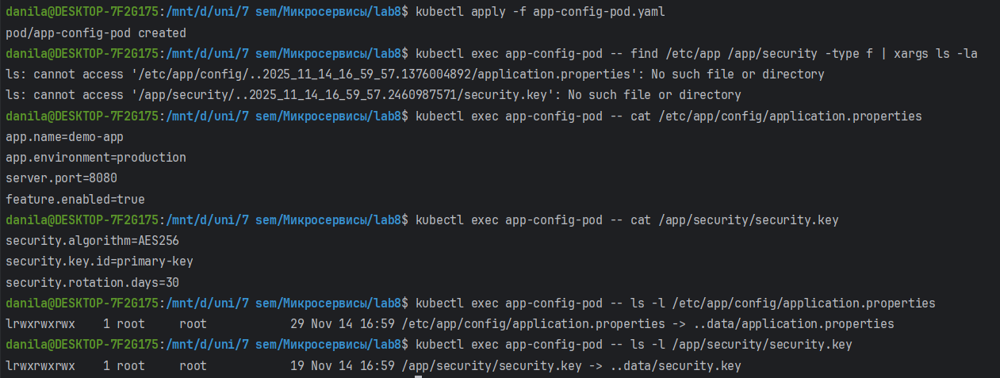 danila@DESKTOP-7F2G175:/mnt/d/uni/7 sem/Микросервисы/lab8$ kubectl apply -f app-config-pod.yaml
pod/app-config-pod created
danila@DESKTOP-7F2G175:/mnt/d/uni/7 sem/Микросервисы/lab8$ kubectl exec app-config-pod -- find /etc/app /app/security -type f | xargs ls -la
ls: cannot access '/etc/app/config/..2025_11_14_16_59_57.1376004892/application.properties': No such file or directory
ls: cannot access '/app/security/..2025_11_14_16_59_57.2460987571/security.key': No such file or directory
danila@DESKTOP-7F2G175:/mnt/d/uni/7 sem/Микросервисы/lab8$ kubectl exec app-config-pod -- cat /etc/app/config/application.properties
app.name=demo-app
app.environment=production
server.port=8080
feature.enabled=true
danila@DESKTOP-7F2G175:/mnt/d/uni/7 sem/Микросервисы/lab8$ kubectl exec app-config-pod -- cat /app/security/security.key
security.algorithm=AES256
security.key.id=primary-key
security.rotation.days=30
danila@DESKTOP-7F2G175:/mnt/d/uni/7 sem/Микросервисы/lab8$ kubectl exec app-config-pod -- ls -l /etc/app/config/application.properties
lrwxrwxrwx    1 root     root            29 Nov 14 16:59 /etc/app/config/application.properties -> ..data/application.properties
danila@DESKTOP-7F2G175:/mnt/d/uni/7 sem/Микросервисы/lab8$ kubectl exec app-config-pod -- ls -l /app/security/security.key
lrwxrwxrwx    1 root     root            19 Nov 14 16:59 /app/security/security.key -> ..data/security.key